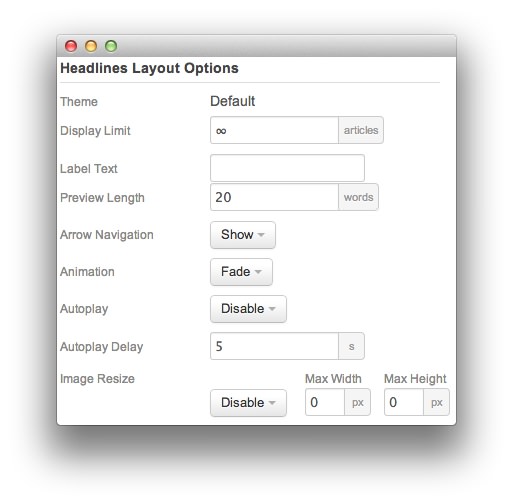 Headlines Layout Options
Theme Default
Display Limit ∞ articles
Label Text
Preview Length 20 words
Arrow Navigation Show
Animation Fade
Autoplay Disable
Autoplay Delay 5 s
Image Resize Max Width Max Height
Disable 0 px 0 px